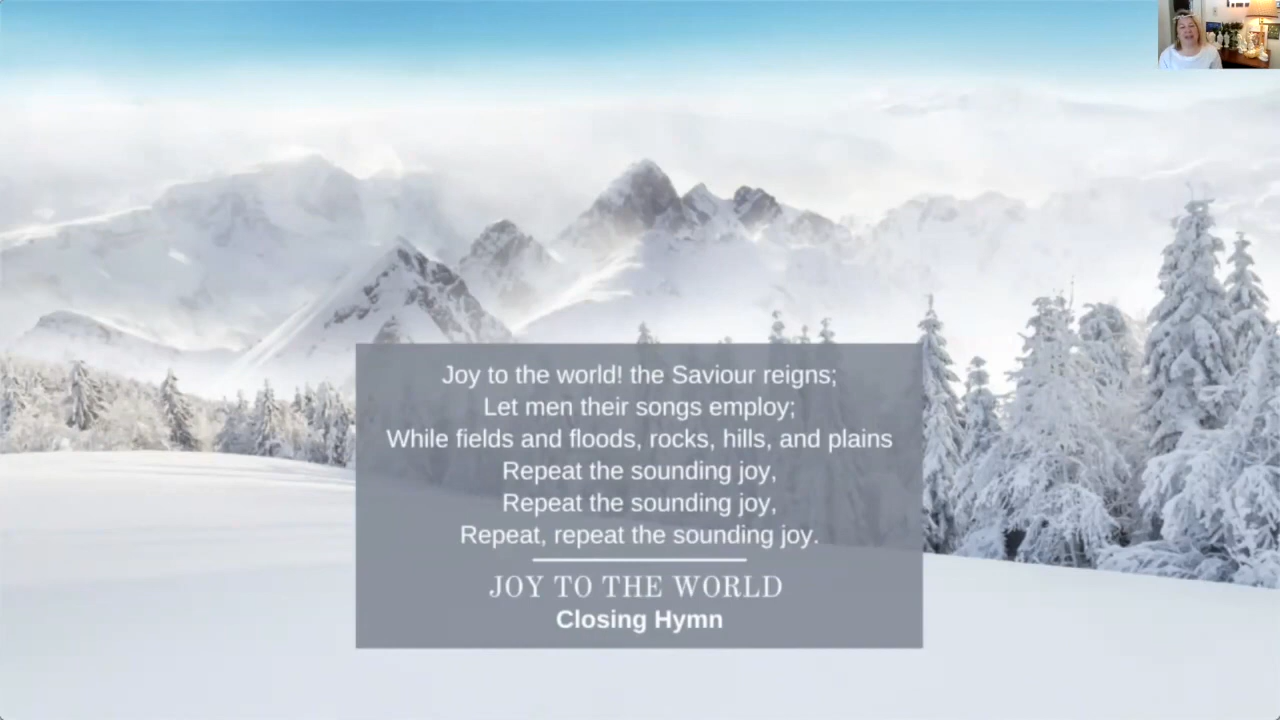 Joy to the world! the Saviour reigns;
Let men their songs employ;
While fields and floods, rocks, hills, and plains
Repeat the sounding joy,
Repeat the sounding joy,
Repeat, repeat the sounding joy.
JOY TO THE WORLD
Closing Hymn